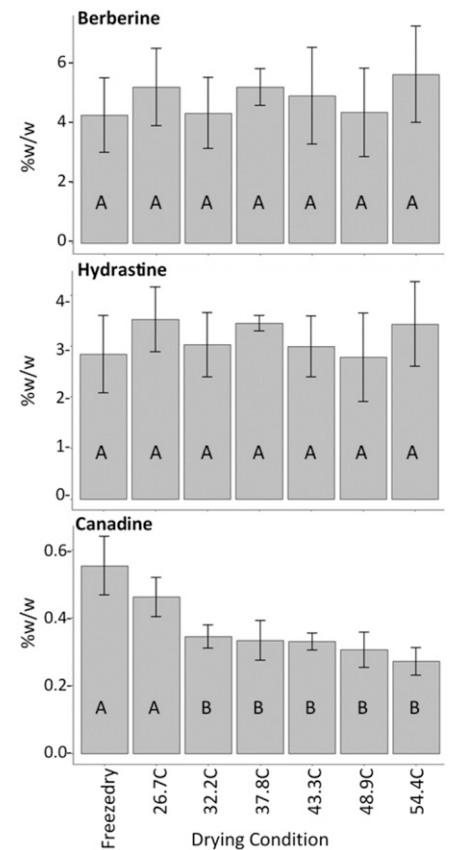 Berberine
%w/w
6
4
2
0
A A A A A A A
Hydrastine
%w/w
4
3
2
1
0
A A A A A A A
Canadine
%w/w
0.6
0.4
0.2
0.0
A A B B B B B
Freezedry
26.7C
32.2C
37.8C
43.3C
48.9C
54.4C
Drying Condition